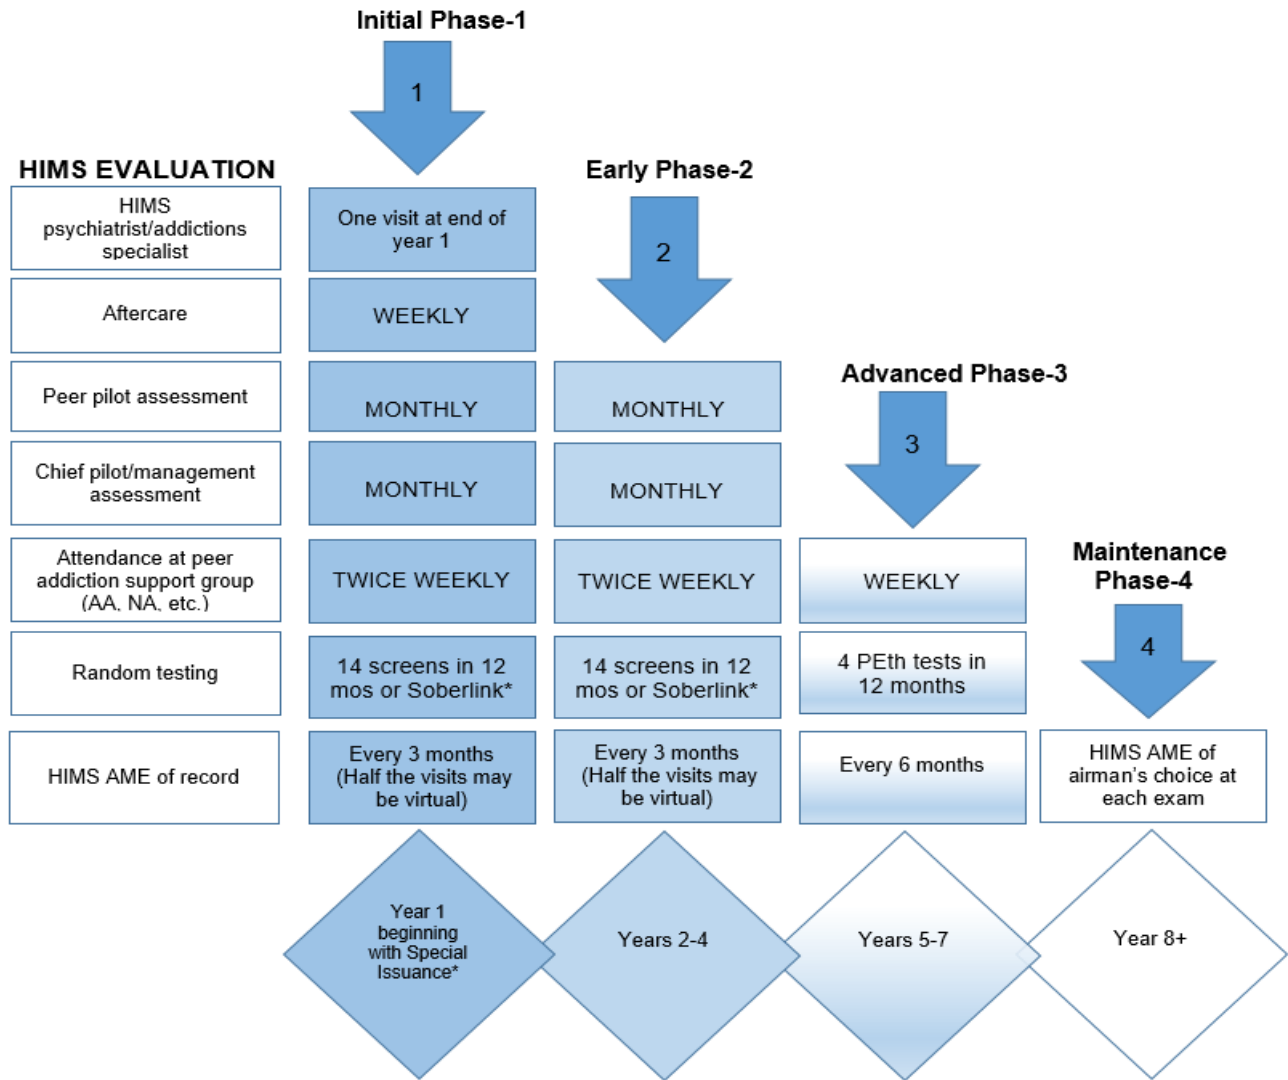 Initial Phase-1
1
HIMS EVALUATION
HIMS
psychiatrist/addictions
specialist
One visit at end of
year 1
Early Phase-2
2
Aftercare
WEEKLY
Peer pilot assessment
MONTHLY
MONTHLY
Advanced Phase-3
3
Chief pilot/management
assessment
MONTHLY
MONTHLY
Attendance at peer
addiction support group
(AA, NA, etc.)
TWICE WEEKLY
TWICE WEEKLY
WEEKLY
Maintenance
Phase-4
4
Random testing
14 screens in 12
mos or Soberlink*
14 screens in 12
mos or Soberlink*
4 PEth tests in
12 months
HIMS AME of record
Every 3 months
(Half the visits may
be virtual)
Every 3 months
(Half the visits may
be virtual)
Every 6 months
HIMS AME of
airman's choice at
each exam
Year 1
beginning
with Special
Issuance*
Years 2-4
Years 5-7
Year 8+